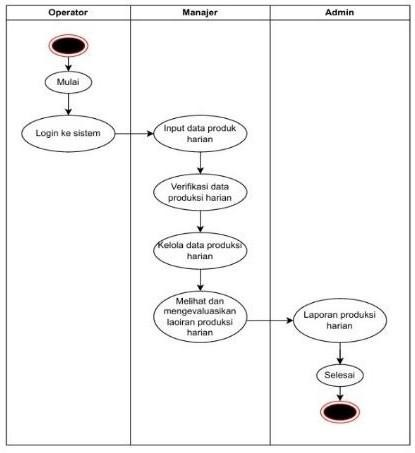 Operator
Manajer
Admin
Mulai
Login ke sistem
Input data produk
harian
Verifikasi data
produksi harian
Kelola data produksi
harian
Melihat dan
mengevaluasikan
laoiran produksi
harian
Laporan produksi
harian
Selesai